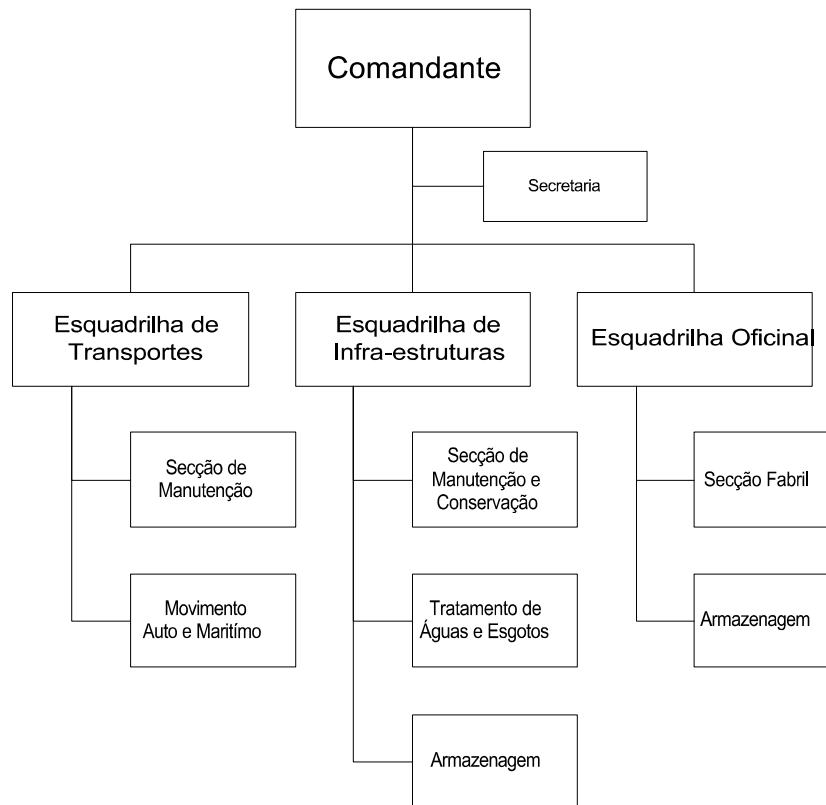 Comandante
Secretaria
Esquadrilha de
Transportes
Esquadrilha de
Infra-estruturas
Esquadrilha Oficinal
Secção de
Manutenção
Secção de
Manutenção e
Conservação
Secção Fabril
Movimento
Auto e Maritímo
Tratamento de
Águas e Esgotos
Armazenagem
Armazenagem